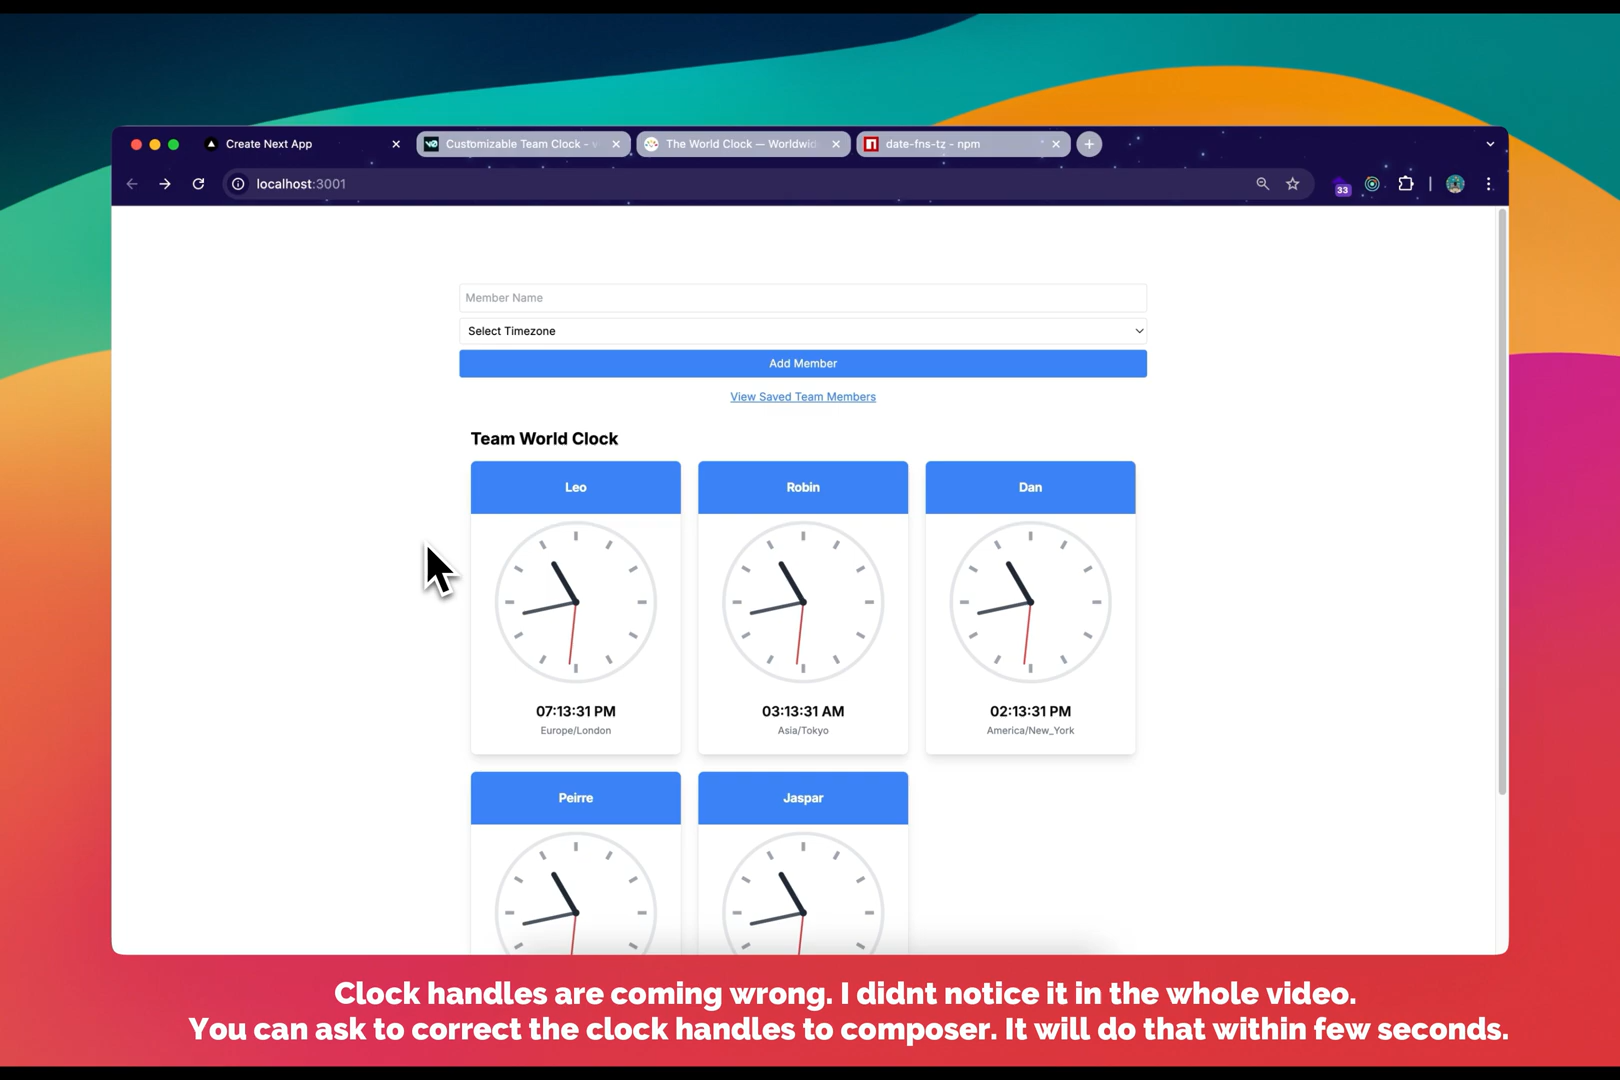 Create Next App
Customizable Team Clock - v
The World Clock — Worldwid
date-fns-tz - npm
localhost:3001
33
Member Name
Select Timezone
Add Member
View Saved Team Members
Team World Clock
Leo
Robin
Dan
07:13:31 PM
03:13:31 AM
02:13:31 PM
Europe/London
Asia/Tokyo
America/New_York
Peirre
Jaspar
Clock handles are coming wrong. I didnt notice it in the whole video.
You can ask to correct the clock handles to composer. It will do that within few seconds.